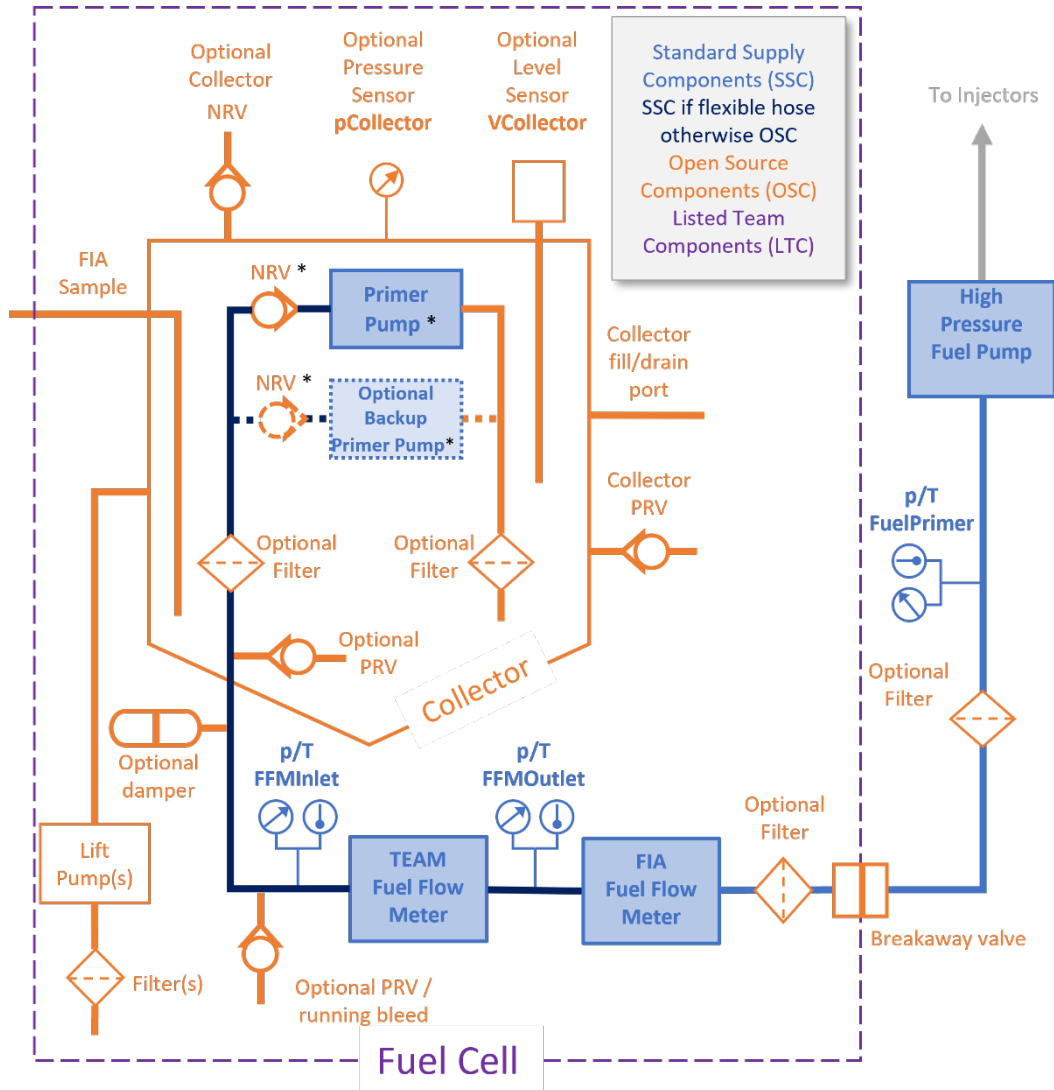 Optional
Collector
NRV
Optional
Pressure
Sensor
pCollector
Optional
Level
Sensor
VCollector
Standard Supply
Components (SSC)
SSC if flexible hose
otherwise OSC
Open Source
Components (OSC)
Listed Team
Components (LTC)
To Injectors
FIA
Sample
NRV *
Primer
Pump *
NRV *
Optional
Backup
Primer Pump*
Collector
fill/drain
port
High
Pressure
Fuel Pump
Optional
Filter
Optional
Filter
Collector
PRV
p/T
FuelPrimer
Optional
PRV
Collector
Optional
Filter
Optional
damper
p/T
FFMInlet
p/T
FFMOutlet
Optional
Filter
Lift
Pump(s)
TEAM
Fuel Flow
Meter
FIA
Fuel Flow
Meter
Breakaway valve
Filter(s)
Optional PRV /
running bleed
Fuel Cell